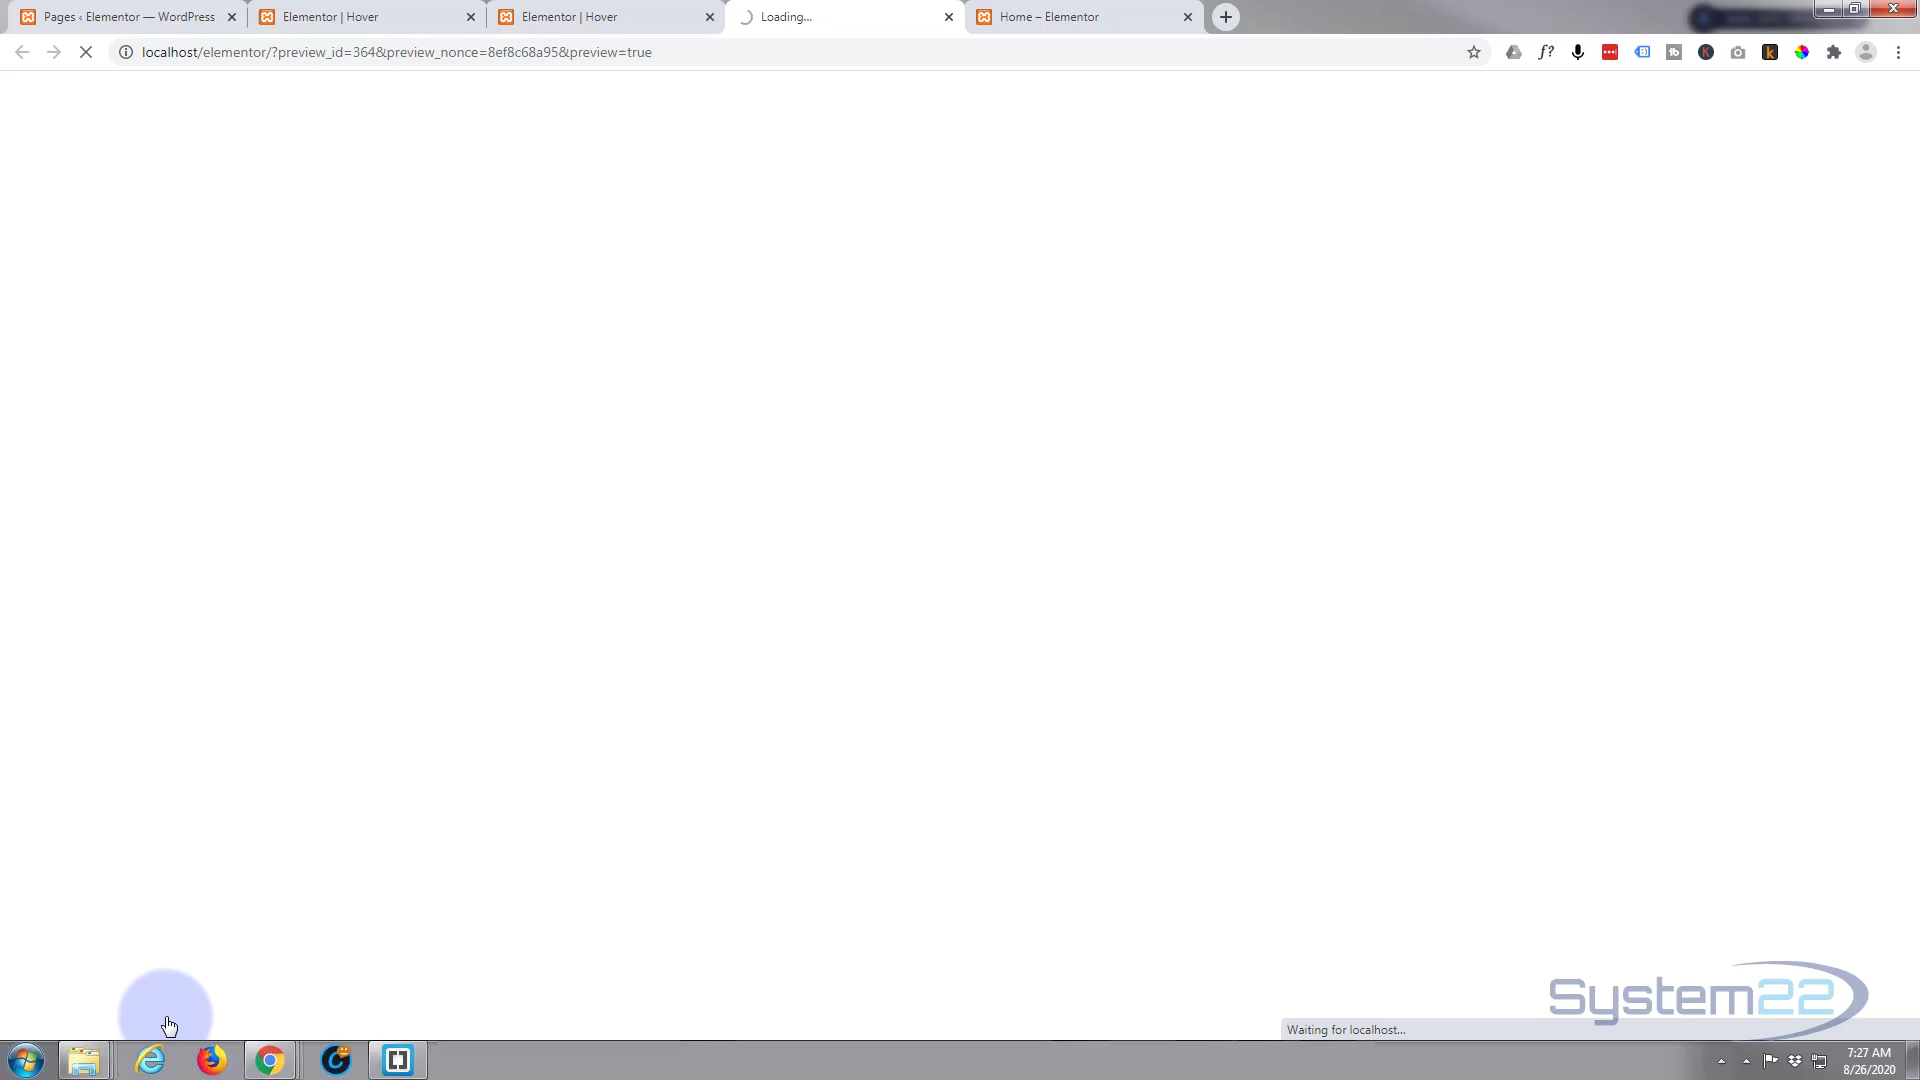 Pages ‹ Elementor — WordPress
Elementor | Hover
Elementor | Hover
Loading...
Home – Elementor
localhost/elementor/?preview_id=364&preview_nonce=8ef8c68a95&preview=true
f?
tb
K
k
System22
Waiting for localhost...
7:27 AM
8/26/2020